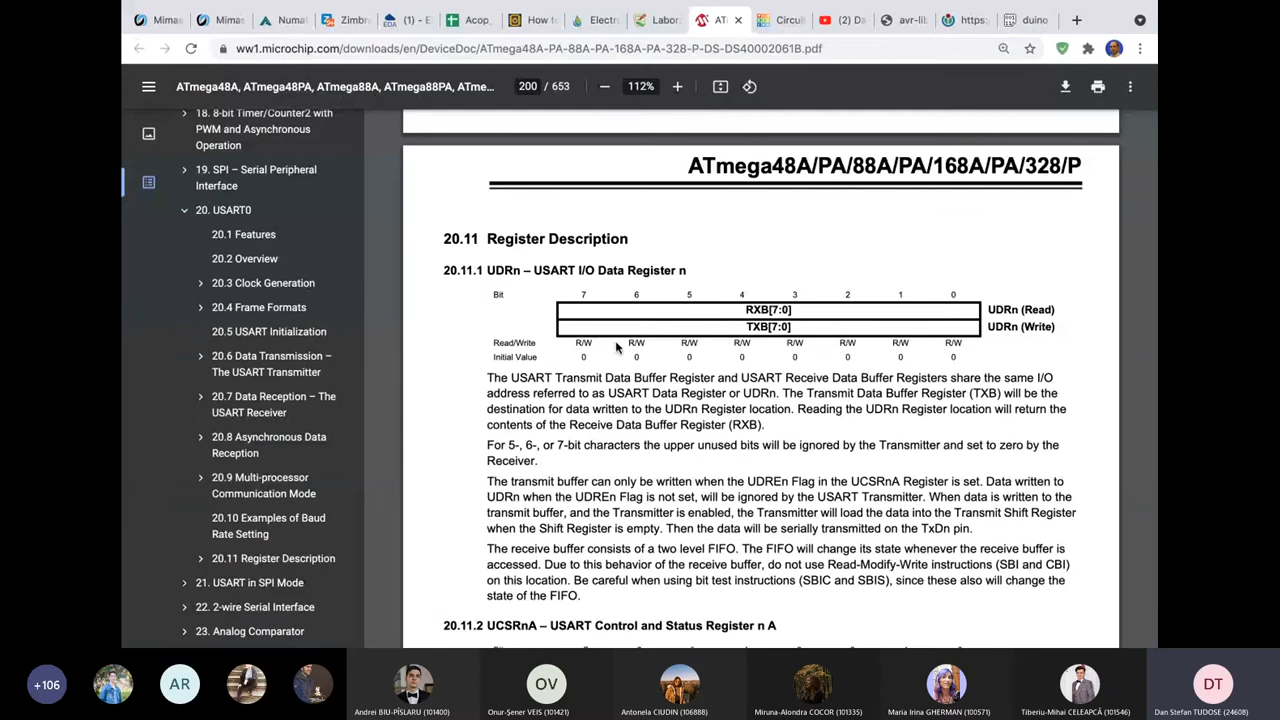 Mimas
Mimas
Numat
Zimbra
(1) - E
Acop
How to
Electro
Labora
AT
Circuit
(2) Da
avr-lib
https:/
duino
ww1.microchip.com/downloads/en/DeviceDoc/ATmega48A-PA-88A-PA-168A-PA-328-P-DS-DS40002061B.pdf
ATmega48A, ATmega48PA, ATmega88A, ATmega88PA, ATme...
200 / 653
112%
18. 8-bit Timer/Counter2 with
PWM and Asynchronous
Operation
19. SPI – Serial Peripheral
Interface
20. USART0
20.1 Features
20.2 Overview
20.3 Clock Generation
20.4 Frame Formats
20.5 USART Initialization
20.6 Data Transmission –
The USART Transmitter
20.7 Data Reception – The
USART Receiver
20.8 Asynchronous Data
Reception
20.9 Multi-processor
Communication Mode
20.10 Examples of Baud
Rate Setting
20.11 Register Description
21. USART in SPI Mode
22. 2-wire Serial Interface
23. Analog Comparator
ATmega48A/PA/88A/PA/168A/PA/328/P
20.11 Register Description
20.11.1 UDRn – USART I/O Data Register n
Bit 7 6 5 4 3 2 1 0
RXB[7:0] UDRn (Read)
TXB[7:0] UDRn (Write)
Read/Write R/W R/W R/W R/W R/W R/W R/W R/W
Initial Value 0 0 0 0 0 0 0 0
The USART Transmit Data Buffer Register and USART Receive Data Buffer Registers share the same I/O
address referred to as USART Data Register or UDRn. The Transmit Data Buffer Register (TXB) will be the
destination for data written to the UDRn Register location. Reading the UDRn Register location will return the
contents of the Receive Data Buffer Register (RXB).
For 5-, 6-, or 7-bit characters the upper unused bits will be ignored by the Transmitter and set to zero by the
Receiver.
The transmit buffer can only be written when the UDREn Flag in the UCSRnA Register is set. Data written to
UDRn when the UDREn Flag is not set, will be ignored by the USART Transmitter. When data is written to the
transmit buffer, and the Transmitter is enabled, the Transmitter will load the data into the Transmit Shift Register
when the Shift Register is empty. Then the data will be serially transmitted on the TxDn pin.
The receive buffer consists of a two level FIFO. The FIFO will change its state whenever the receive buffer is
accessed. Due to this behavior of the receive buffer, do not use Read-Modify-Write instructions (SBI and CBI)
on this location. Be careful when using bit test instructions (SBIC and SBIS), since these also will change the
state of the FIFO.
20.11.2 UCSRnA – USART Control and Status Register n A
+106
AR
OV
DT
Andrei BIU-PÎSLARU (101400)
Onur-Șener VEIS (101421)
Antonela CIUDIN (106888)
Miruna-Alondra COCOR (101335)
Maria Irina GHERMAN (100571)
Tiberiu-Mihai CELEAPCĂ (101546)
Dan Stefan TUDOSE (24608)